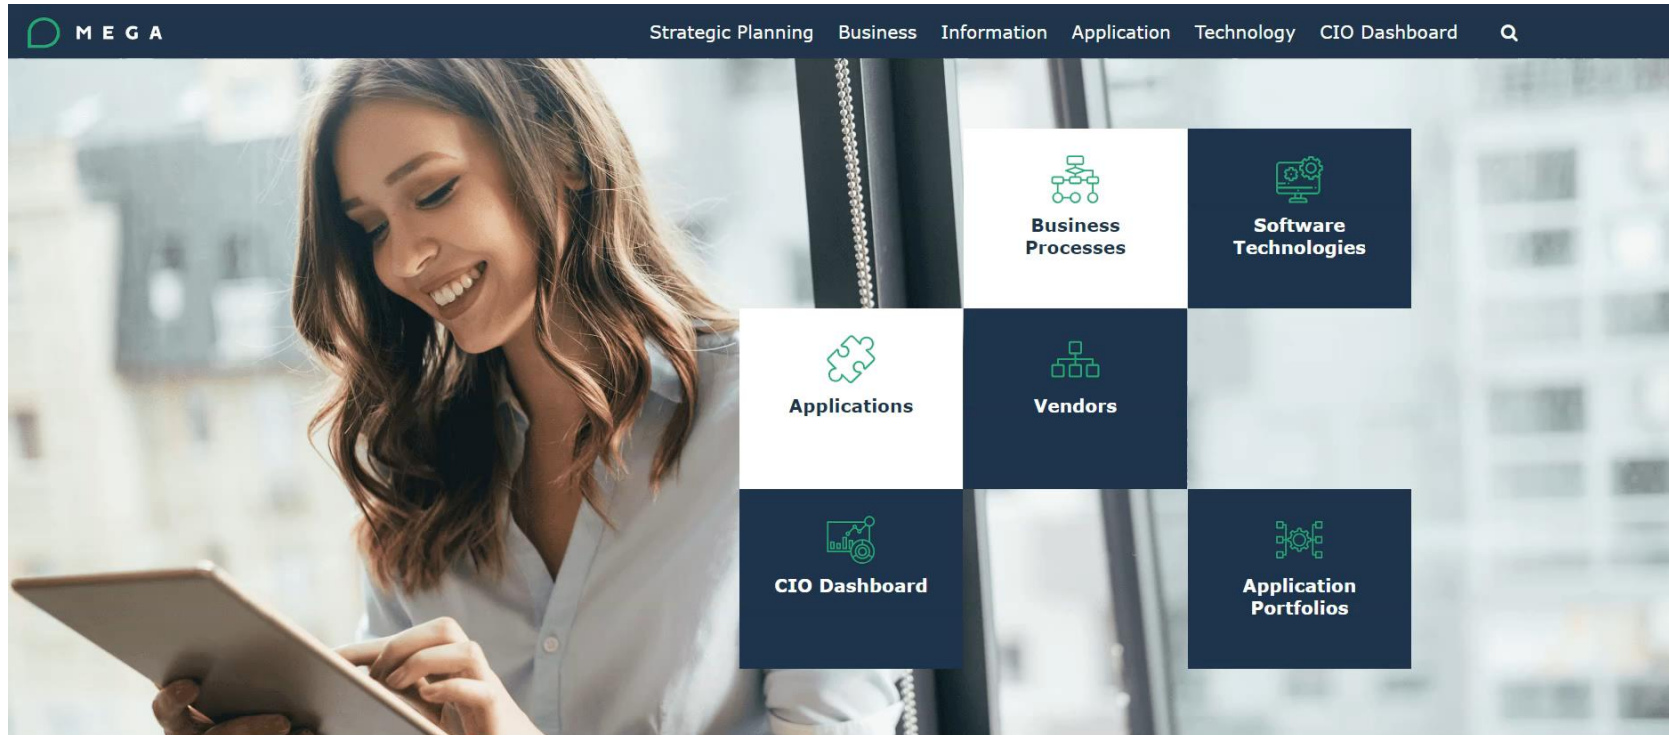 MEGA
Strategic Planning Business Information Application Technology CIO Dashboard
Business
Processes
Software
Technologies
Applications
Vendors
CIO Dashboard
Application
Portfolios